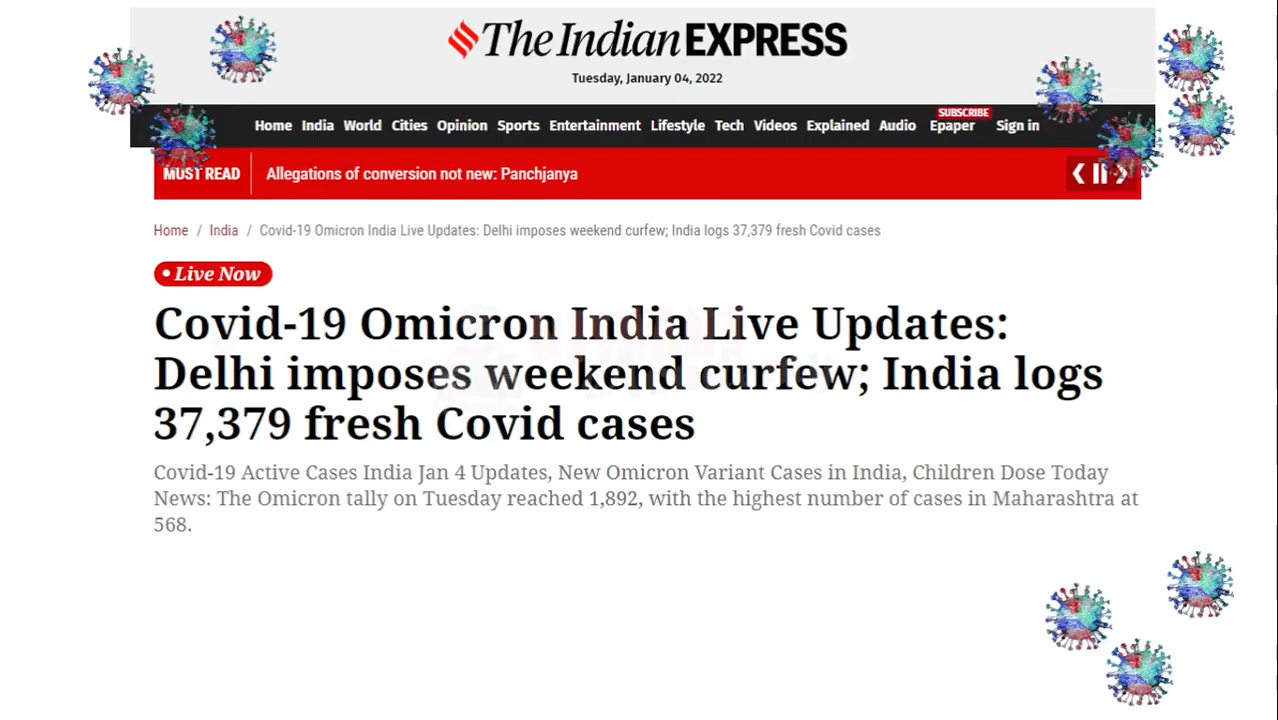 The Indian EXPRESS
Tuesday, January 04, 2022
SUBSCRIBE
Home India World Cities Opinion Sports Entertainment Lifestyle Tech Videos Explained Audio Epaper Sign in
MUST READ Allegations of conversion not new: Panchjanya
Home / India / Covid-19 Omicron India Live Updates: Delhi imposes weekend curfew; India logs 37,379 fresh Covid cases
• Live Now
Covid-19 Omicron India Live Updates:
Delhi imposes weekend curfew; India logs
37,379 fresh Covid cases
Covid-19 Active Cases India Jan 4 Updates, New Omicron Variant Cases in India, Children Dose Today
News: The Omicron tally on Tuesday reached 1,892, with the highest number of cases in Maharashtra at
568.